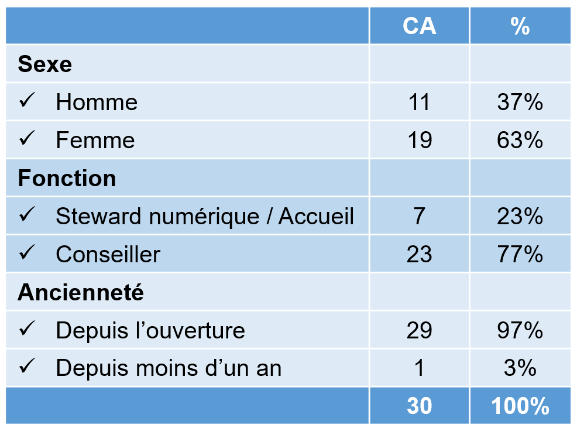 CA %
Sexe
✓ Homme 11 37%
✓ Femme 19 63%
Fonction
✓ Steward numérique / Accueil 7 23%
✓ Conseiller 23 77%
Ancienneté
✓ Depuis l’ouverture 29 97%
✓ Depuis moins d’un an 1 3%
30 100%